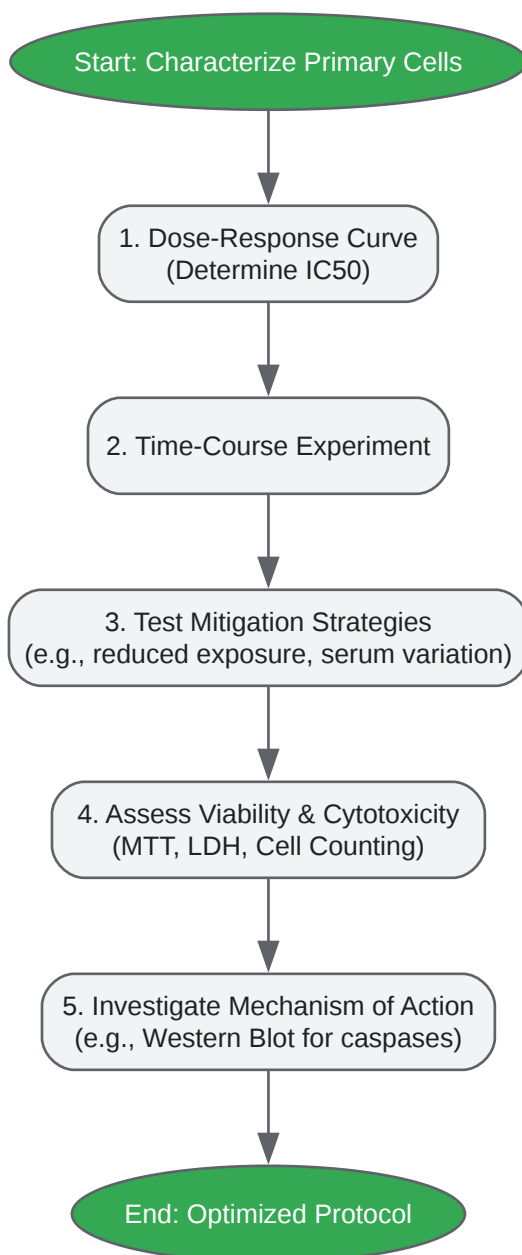 Start: Characterize Primary Cells
1. Dose-Response Curve
(Determine IC50)
2. Time-Course Experiment
3. Test Mitigation Strategies
(e.g., reduced exposure, serum variation)
4. Assess Viability & Cytotoxicity
(MTT, LDH, Cell Counting)
5. Investigate Mechanism of Action
(e.g., Western Blot for caspases)
End: Optimized Protocol